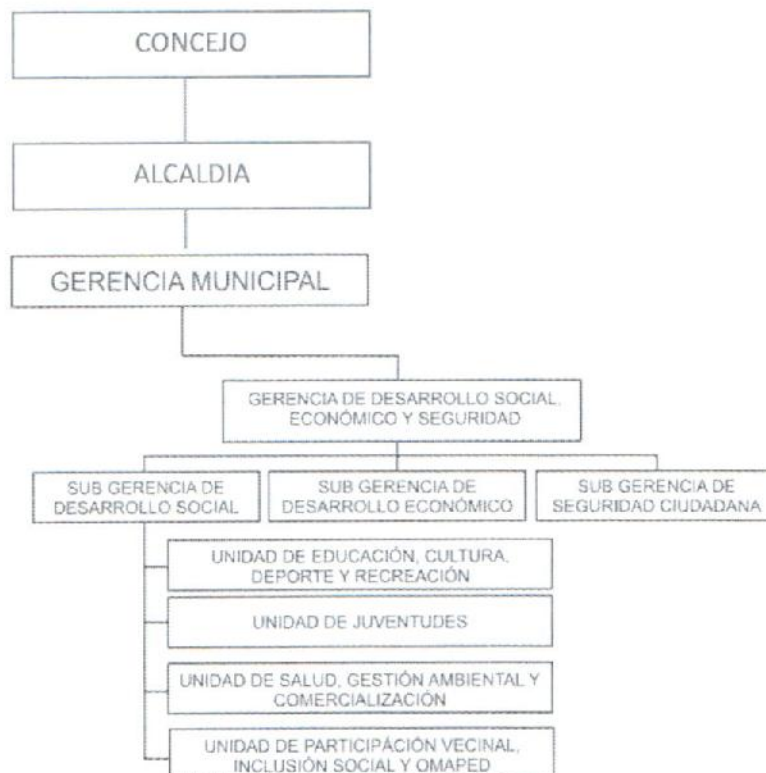 CONCEJO
ALCALDIA
GERENCIA MUNICIPAL
GERENCIA DE DESARROLLO SOCIAL,
ECONÓMICO Y SEGURIDAD
SUB GERENCIA DE
DESARROLLO SOCIAL
SUB GERENCIA DE
DESARROLLO ECONÓMICO
SUB GERENCIA DE
SEGURIDAD CIUDADANA
UNIDAD DE EDUCACIÓN, CULTURA,
DEPORTE Y RECREACIÓN
UNIDAD DE JUVENTUDES
UNIDAD DE SALUD, GESTIÓN AMBIENTAL Y
COMERCIALIZACIÓN
UNIDAD DE PARTICIPÁCIÓN VECINAL,
INCLUSIÓN SOCIAL Y OMAPED